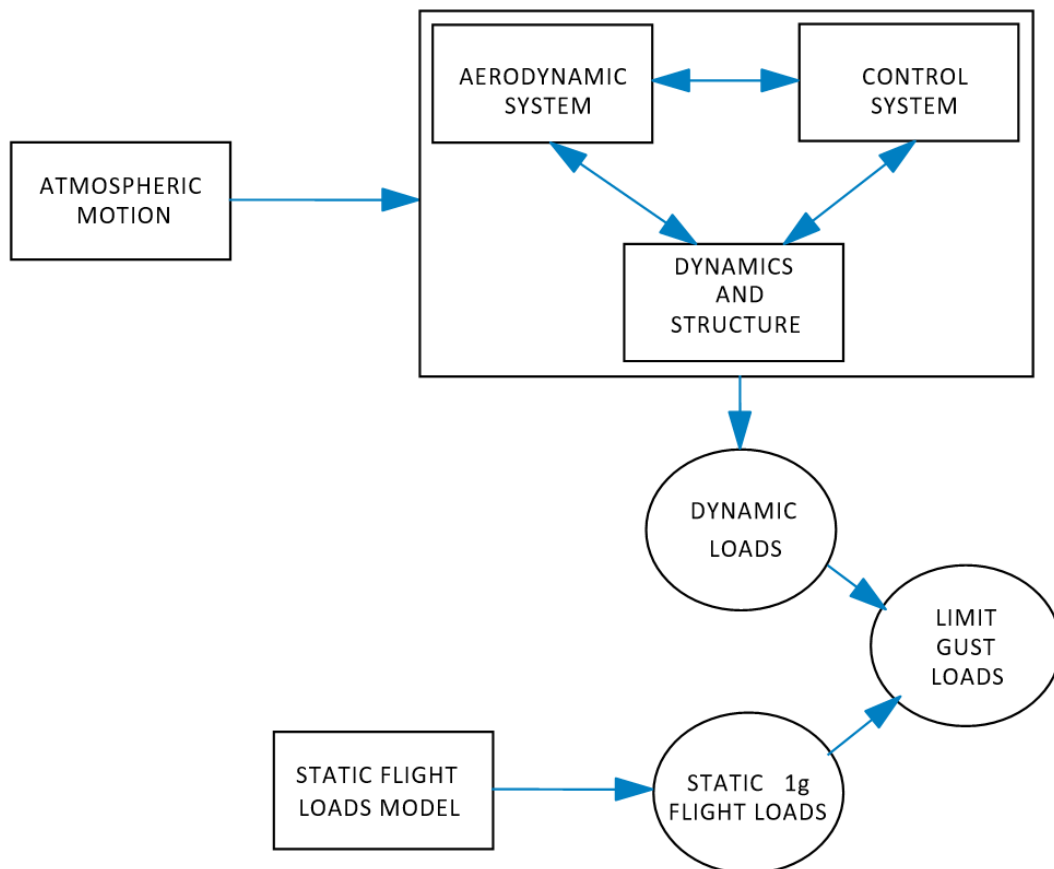 AERODYNAMIC
SYSTEM
CONTROL
SYSTEM
ATMOSPHERIC
MOTION
DYNAMICS
AND
STRUCTURE
DYNAMIC
LOADS
LIMIT
GUST
LOADS
STATIC FLIGHT
LOADS MODEL
STATIC 1g
FLIGHT LOADS